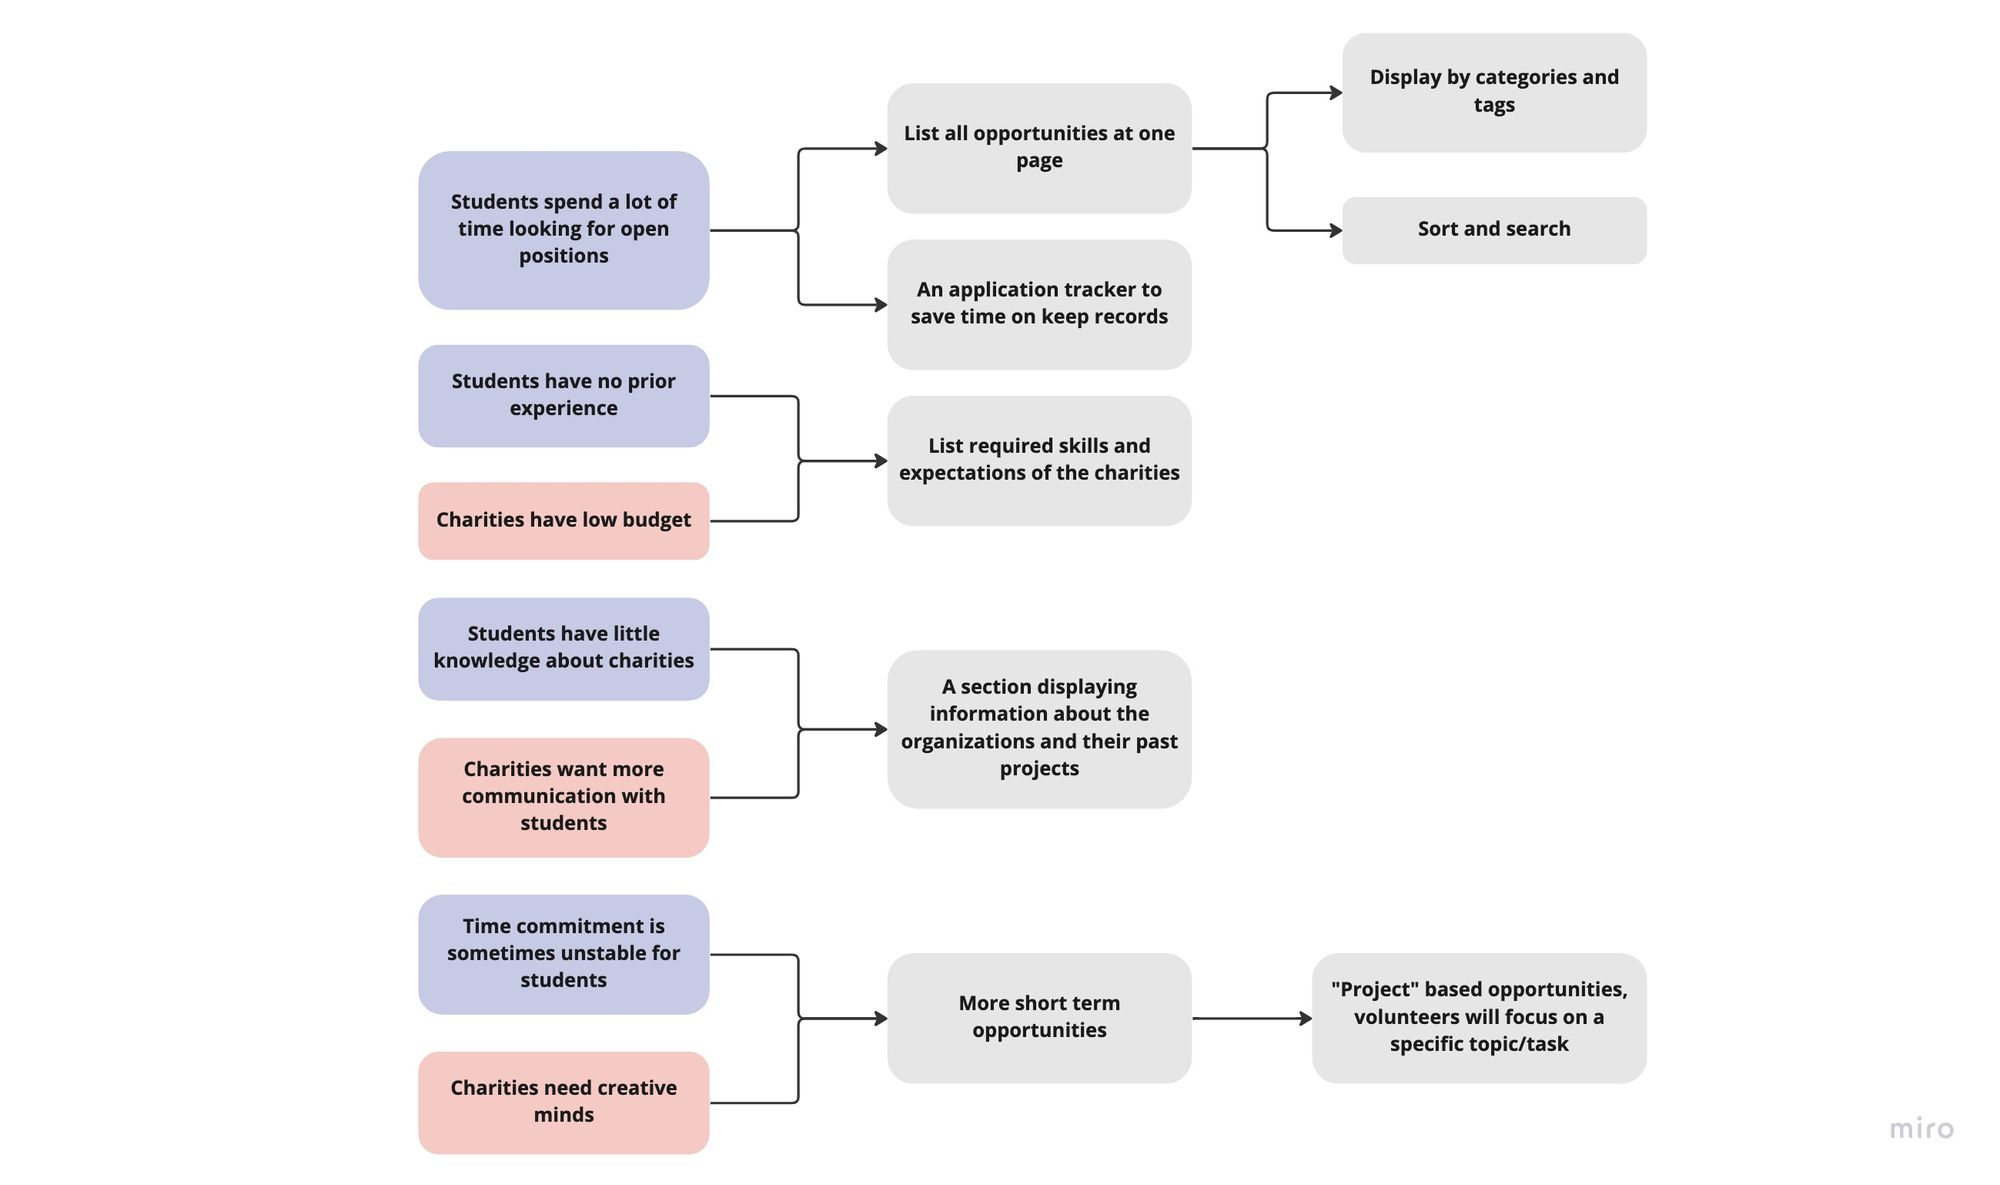 Students spend a lot of
time looking for open
positions
List all opportunities at one
page
Display by categories and
tags
Sort and search
An application tracker to
save time on keep records
Students have no prior
experience
Charities have low budget
List required skills and
expectations of the charities
Students have little
knowledge about charities
Charities want more
communication with
students
A section displaying
information about the
organizations and their past
projects
Time commitment is
sometimes unstable for
students
Charities need creative
minds
More short term
opportunities
"Project" based opportunities,
volunteers will focus on a
specific topic/task
miro